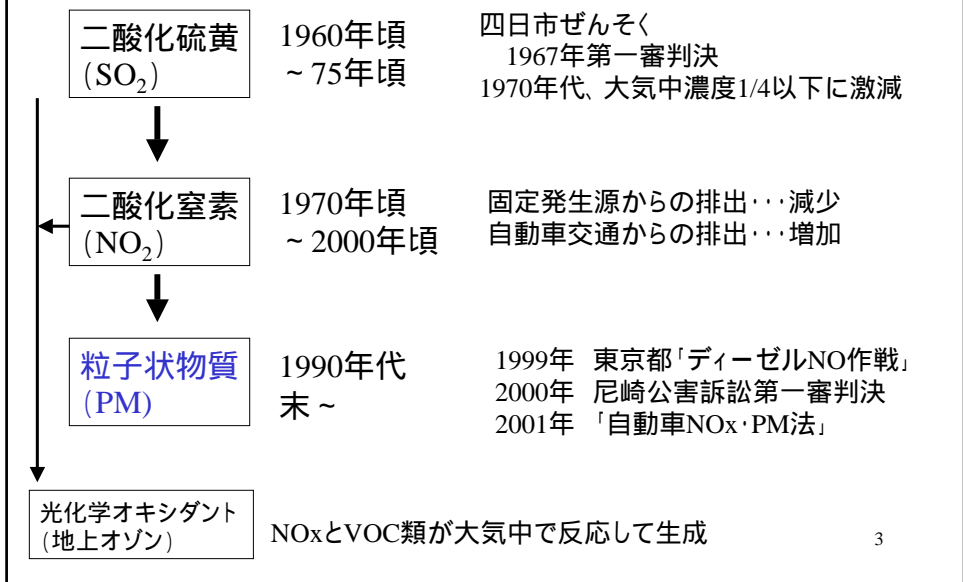 二酸化硫黄
(SO₂)
1960年頃
~75年頃
四日市ぜんそく
1967年第一審判決
1970年代、大気中濃度1/4以下に激減
二酸化窒素
(NO₂)
1970年頃
~2000年頃
固定発生源からの排出･･･減少
自動車交通からの排出･･･増加
粒子状物質
(PM)
1990年代
末~
1999年 東京都｢ディーゼルNO作戦｣
2000年 尼崎公害訴訟第一審判決
2001年 ｢自動車NOx･PM法｣
光化学オキシダント
(地上オゾン)
NOxとVOC類が大気中で反応して生成
3